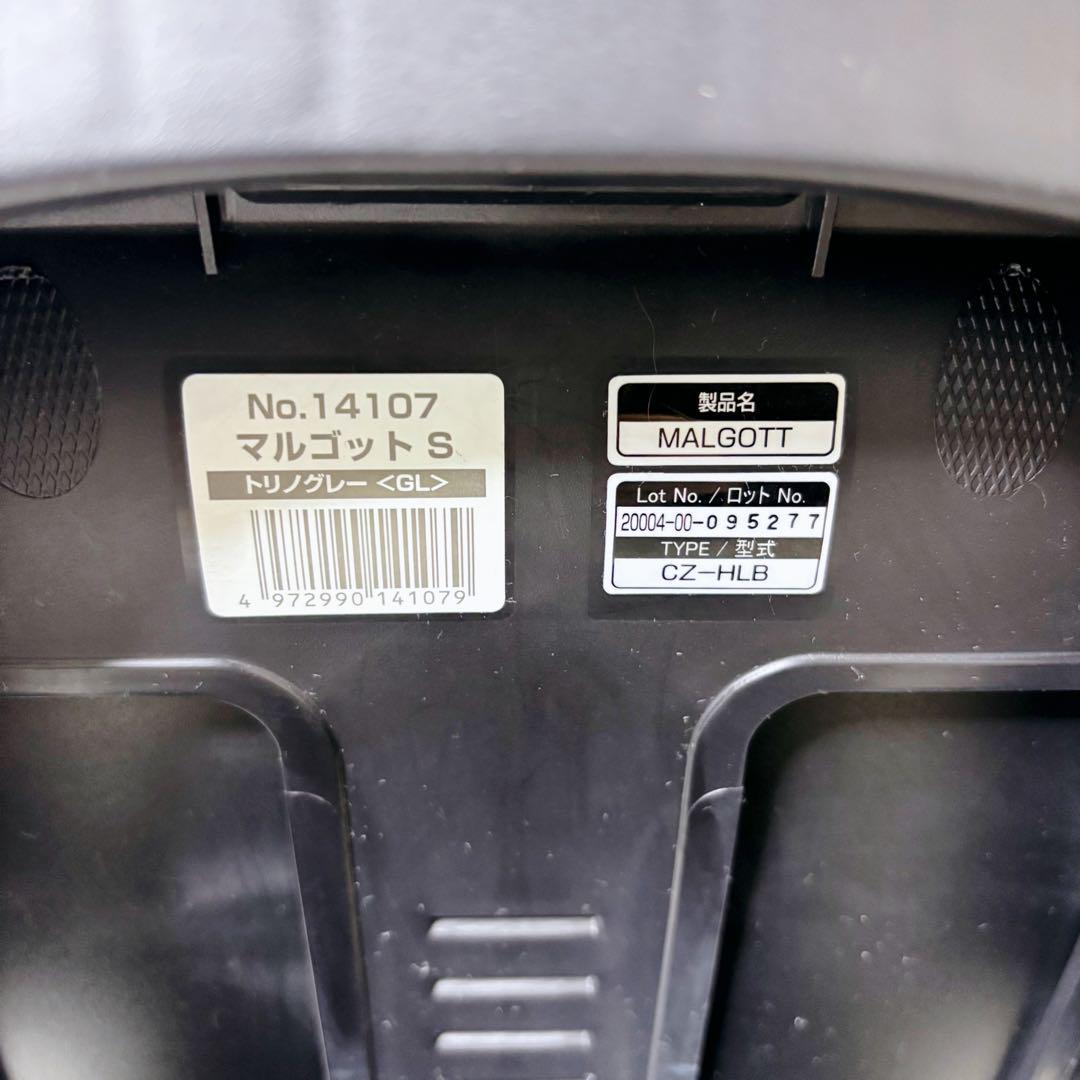 No.14107
マルゴット S
トリノグレー <GL>
4 972990 141079
製品名
MALGOTT
Lot No. / ロット No.
20004-00-095277
TYPE / 型式
CZ-HLB